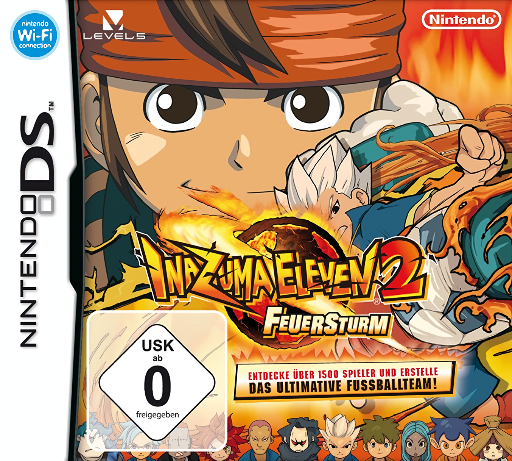 Nintendo
Wi-Fi
connection
LEVEL5
Nintendo
NINTENDO DS™
INAZUMA ELEVEN 2
FEUERSTURM
USK
ab
0
freigegeben
ENTDECKE ÜBER 1500 SPIELER UND ERSTELLE
DAS ULTIMATIVE FUSSBALLTEAM!